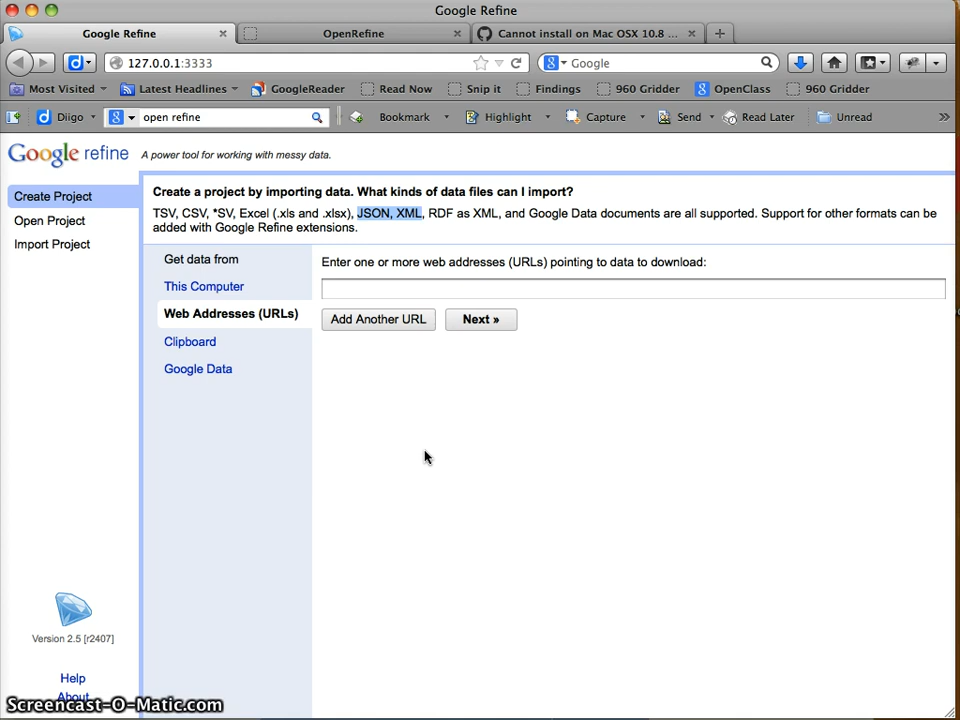 Google Refine
Google Refine
OpenRefine
Cannot install on Mac OSX 10.8 ...
127.0.0.1:3333
Google
Most Visited
Latest Headlines
GoogleReader
Read Now
Snip it
Findings
960 Gridder
OpenClass
960 Gridder
Diigo
open refine
Bookmark
Highlight
Capture
Send
Read Later
Unread
Google refine
A power tool for working with messy data.
Create Project
Open Project
Import Project
Create a project by importing data. What kinds of data files can I import?
TSV, CSV, *SV, Excel (.xls and .xlsx), JSON, XML, RDF as XML, and Google Data documents are all supported. Support for other formats can be
added with Google Refine extensions.
Get data from
This Computer
Web Addresses (URLs)
Clipboard
Google Data
Enter one or more web addresses (URLs) pointing to data to download:
Add Another URL
Next »
Version 2.5 [r2407]
Help
About
Screencast-O-Matic.com